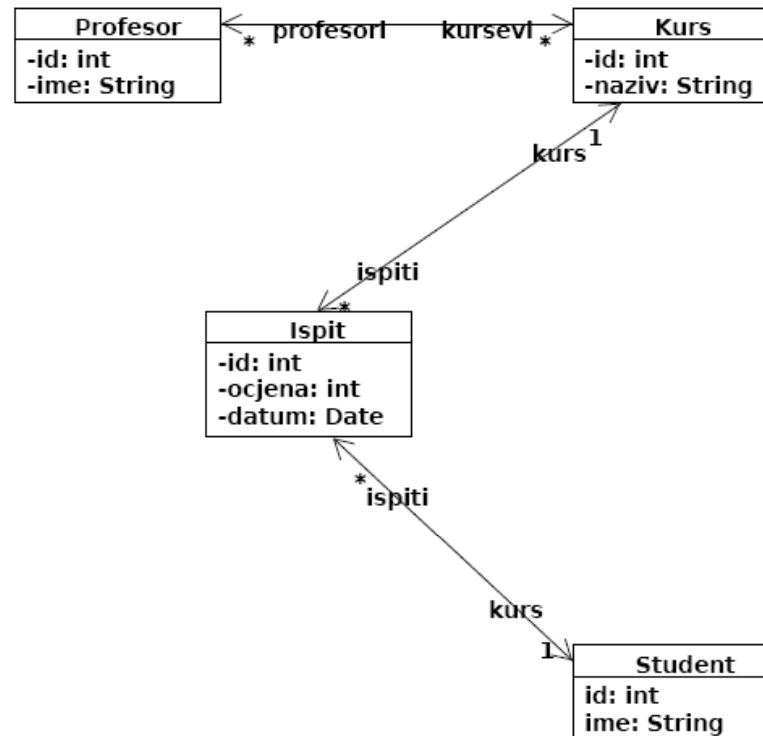 Profesor
-id: int
-ime: String
* profesori kursevi *
Kurs
-id: int
-naziv: String
1
kurs
ispiti
*
Ispit
-id: int
-ocjena: int
-datum: Date
*
ispiti
kurs
1
Student
id: int
ime: String